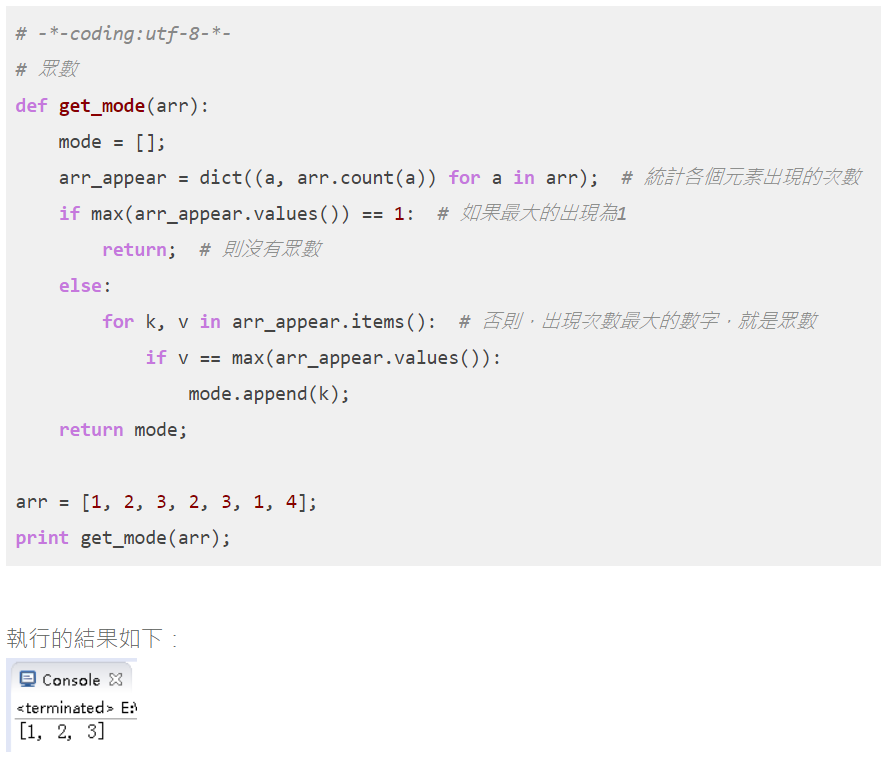 # -*-coding:utf-8-*-
# 眾數
def get_mode(arr):
    mode = [];
    arr_appear = dict((a, arr.count(a)) for a in arr);  # 統計各個元素出現的次數
    if max(arr_appear.values()) == 1:  # 如果最大的出現為1
        return;  # 則沒有眾數
    else:
        for k, v in arr_appear.items():  # 否則，出現次數最大的數字，就是眾數
            if v == max(arr_appear.values()):
                mode.append(k);
    return mode;
arr = [1, 2, 3, 2, 3, 1, 4];
print get_mode(arr);
執行的結果如下：
Console
<terminated> E:\
[1, 2, 3]